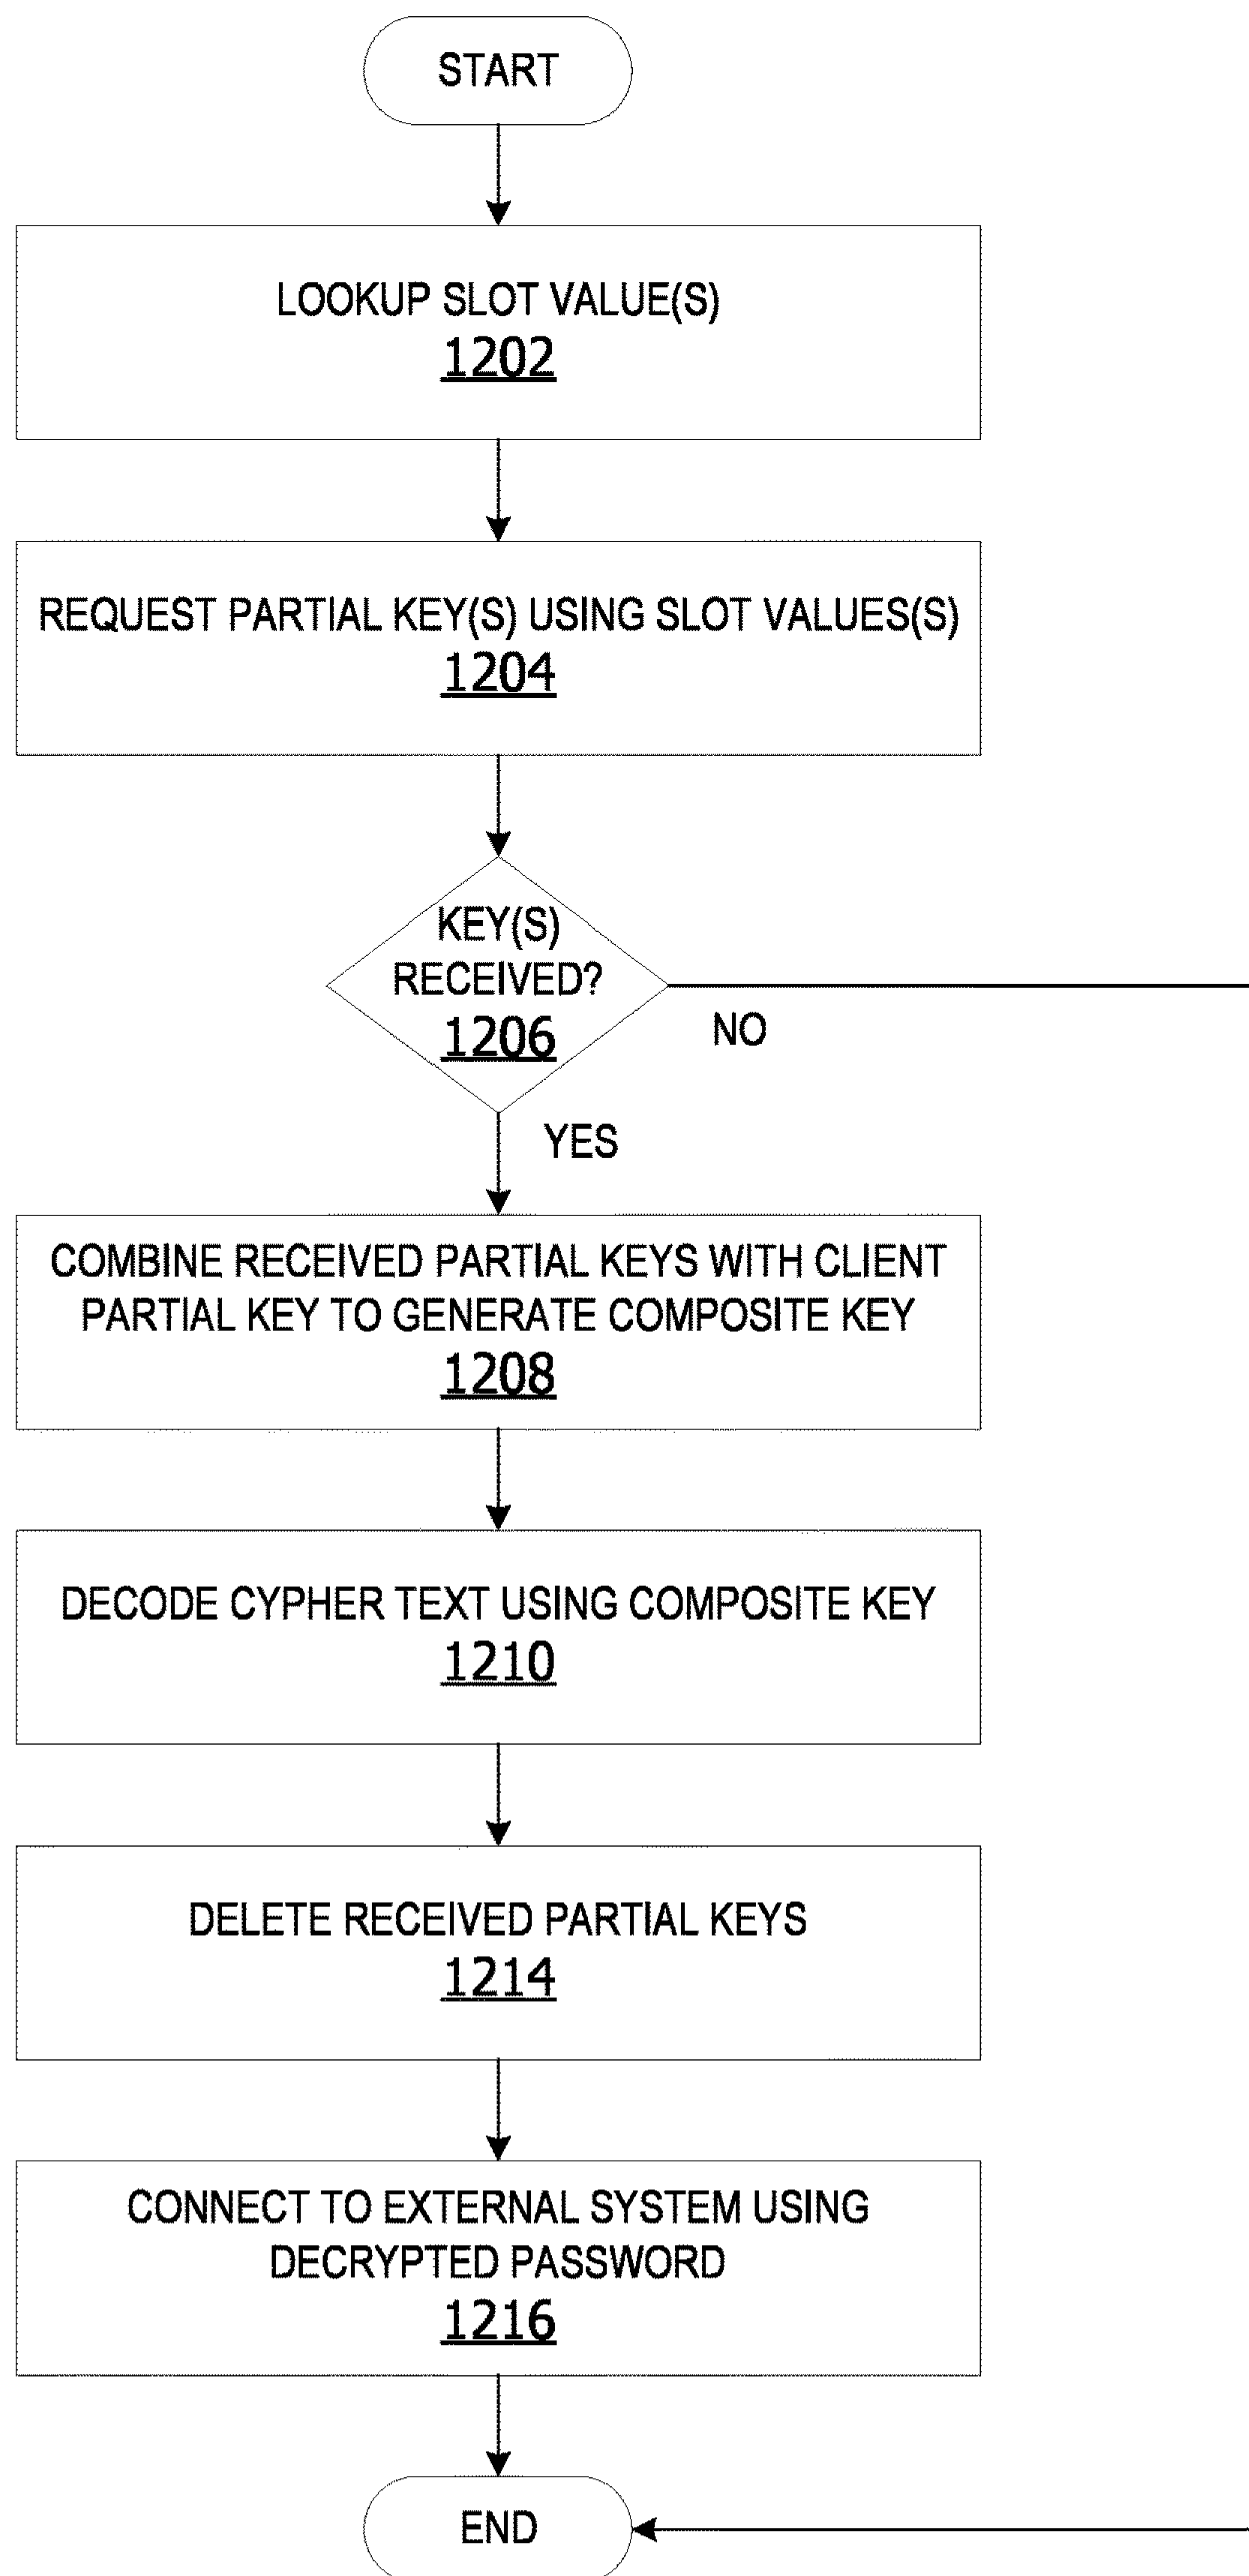 START
LOOKUP SLOT VALUE(S)
1202
REQUEST PARTIAL KEY(S) USING SLOT VALUES(S)
1204
KEY(S)
RECEIVED?
1206
NO
YES
COMBINE RECEIVED PARTIAL KEYS WITH CLIENT
PARTIAL KEY TO GENERATE COMPOSITE KEY
1208
DECODE CYPHER TEXT USING COMPOSITE KEY
1210
DELETE RECEIVED PARTIAL KEYS
1214
CONNECT TO EXTERNAL SYSTEM USING
DECRYPTED PASSWORD
1216
END